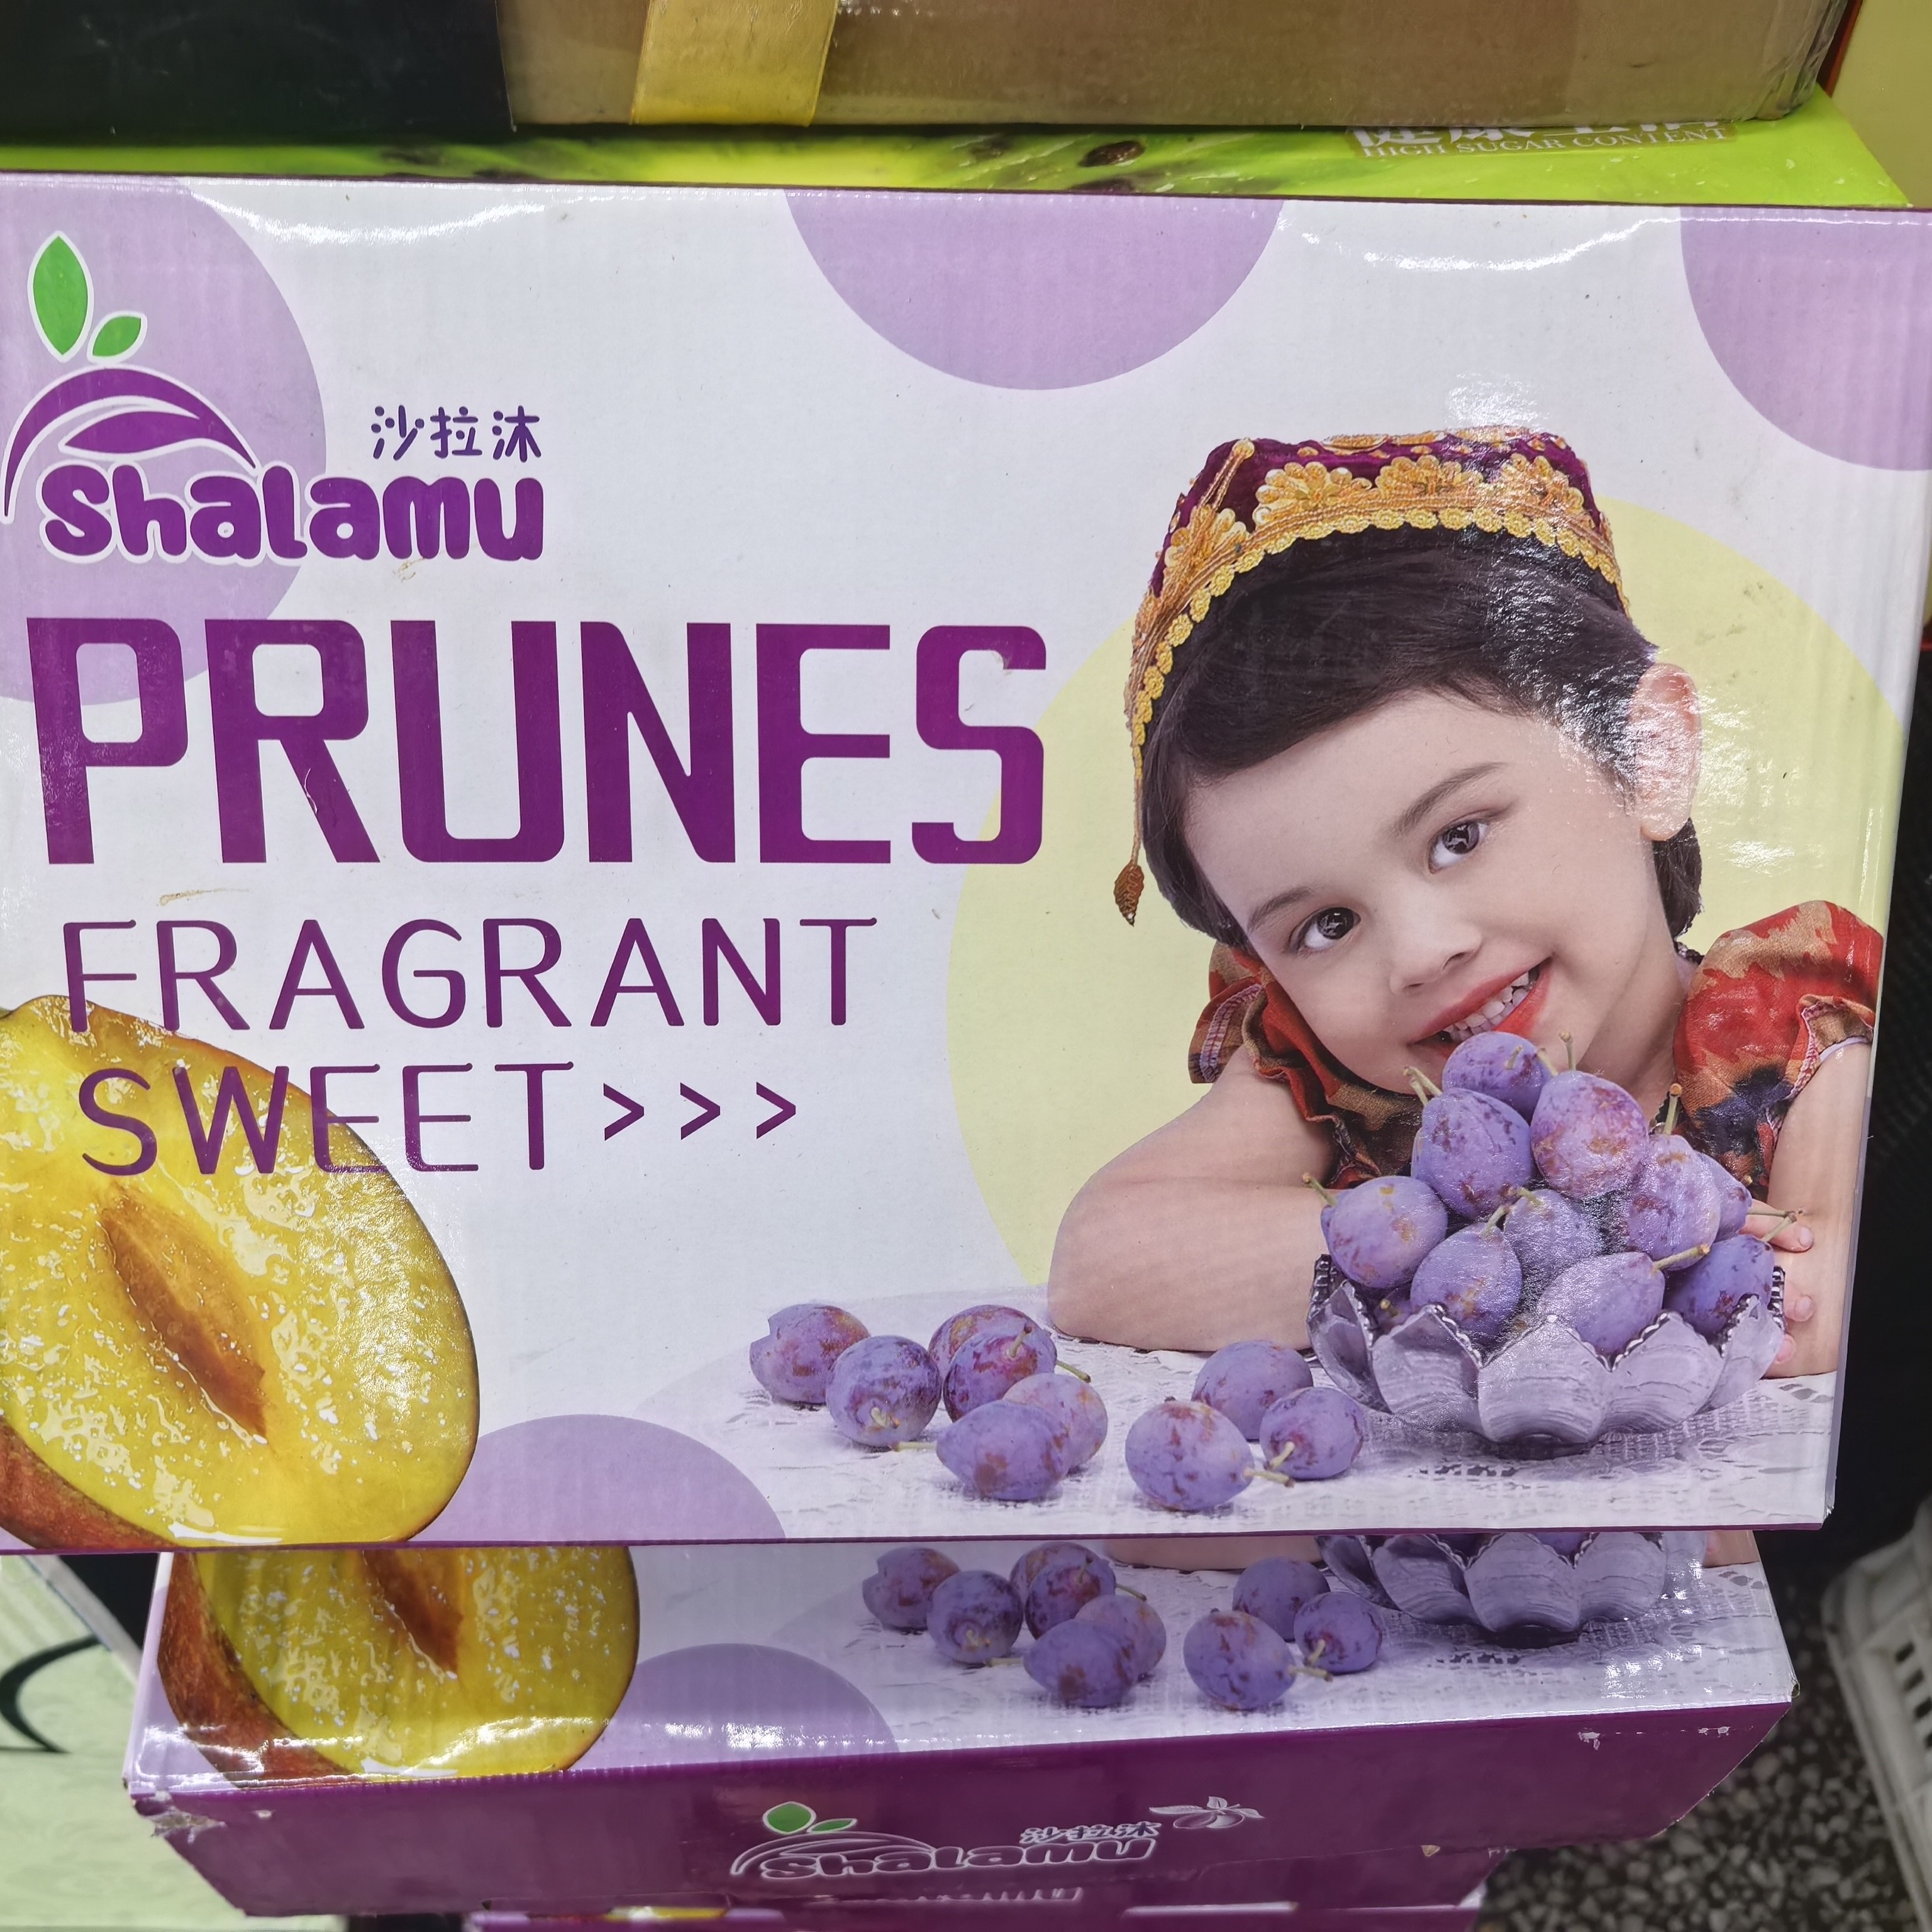 HIGH SUGAR CONTENT
沙拉沐
Shalamu
PRUNES
FRAGRANT
SWEET>>>
沙拉沐
Shalamu